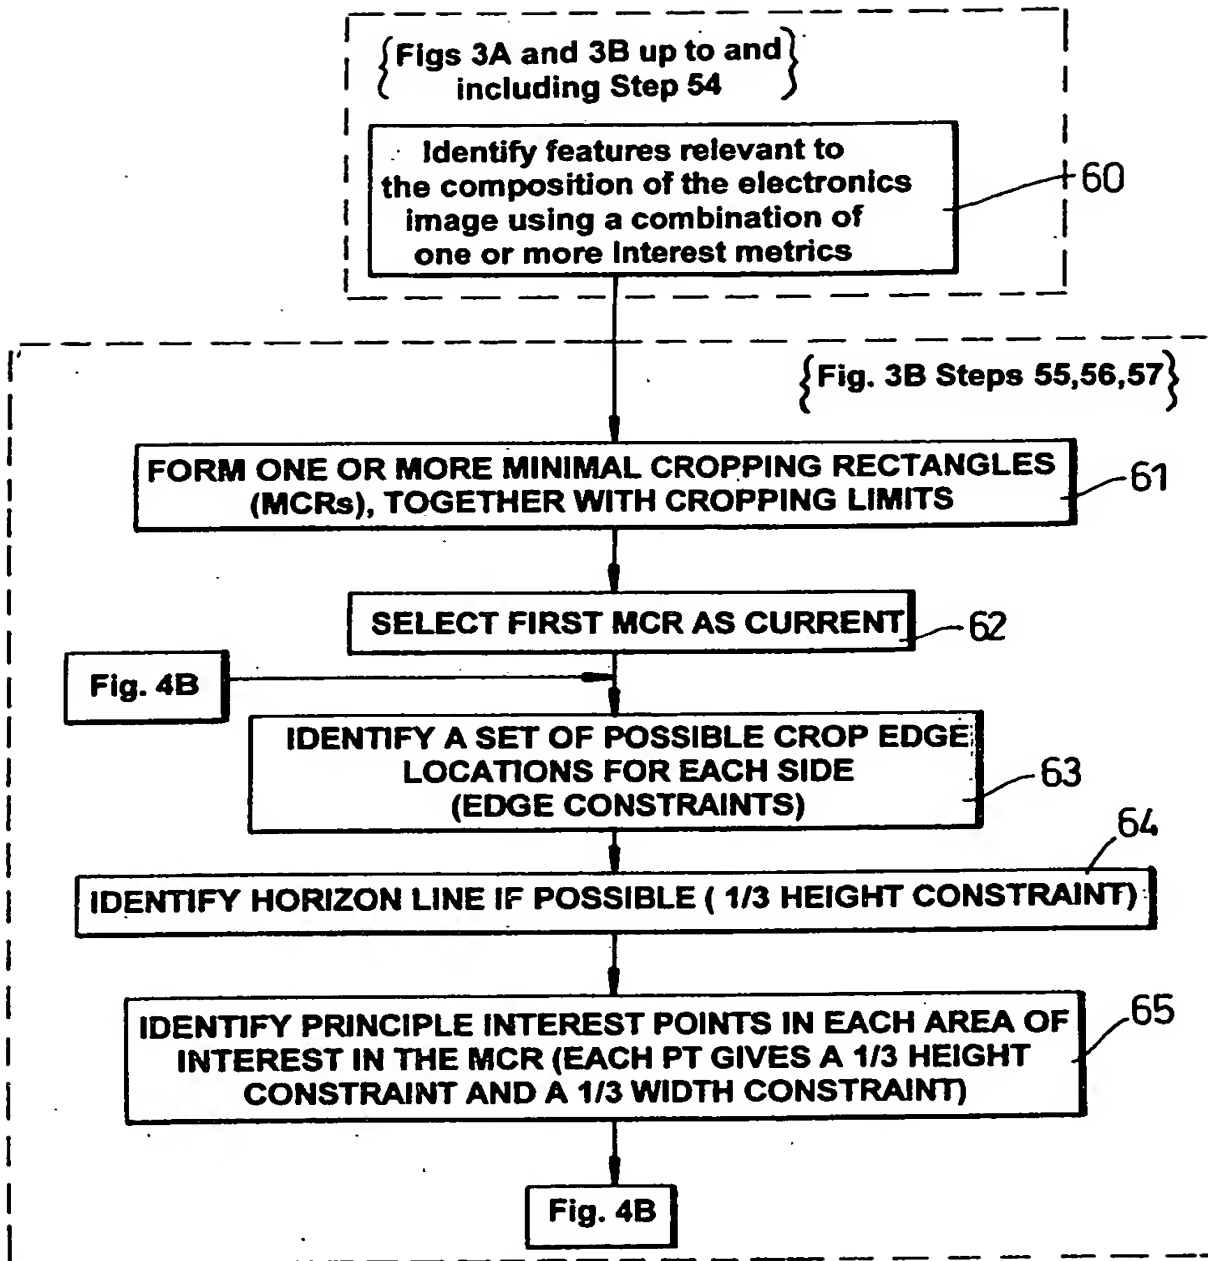 {Figs 3A and 3B up to and
including Step 54}
Identify features relevant to
the composition of the electronics
image using a combination of
one or more Interest metrics
60
{Fig. 3B Steps 55,56,57}
FORM ONE OR MORE MINIMAL CROPPING RECTANGLES
(MCRs), TOGETHER WITH CROPPING LIMITS
61
SELECT FIRST MCR AS CURRENT
62
Fig. 4B
IDENTIFY A SET OF POSSIBLE CROP EDGE
LOCATIONS FOR EACH SIDE
(EDGE CONSTRAINTS)
63
64
IDENTIFY HORIZON LINE IF POSSIBLE ( 1/3 HEIGHT CONSTRAINT)
IDENTIFY PRINCIPLE INTEREST POINTS IN EACH AREA OF
INTEREST IN THE MCR (EACH PT GIVES A 1/3 HEIGHT
CONSTRAINT AND A 1/3 WIDTH CONSTRAINT)
65
Fig. 4B